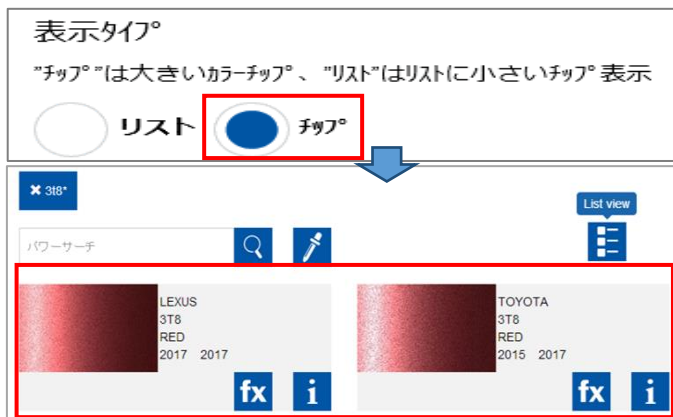 表示ﾀｲﾌﾟ
"ﾁｯﾌﾟ"は大きいｶﾗｰﾁｯﾌﾟ、"ﾘｽﾄ"はﾘｽﾄに小さいﾁｯﾌﾟ表示
リスト ﾁｯﾌﾟ
✖ 3t8*
List view
パワーサーチ
LEXUS
3T8
RED
2017 2017
fx i
TOYOTA
3T8
RED
2015 2017
fx i